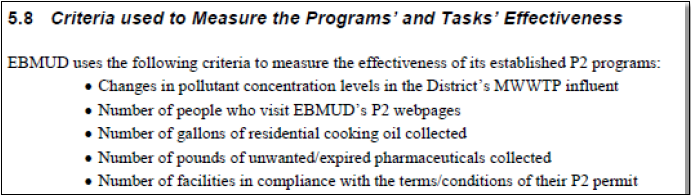 5.8 Criteria used to Measure the Programs' and Tasks' Effectiveness
EBMUD uses the following criteria to measure the effectiveness of its established P2 programs:
• Changes in pollutant concentration levels in the District's MWWTP influent
• Number of people who visit EBMUD's P2 webpages
• Number of gallons of residential cooking oil collected
• Number of pounds of unwanted/expired pharmaceuticals collected
• Number of facilities in compliance with the terms/conditions of their P2 permit